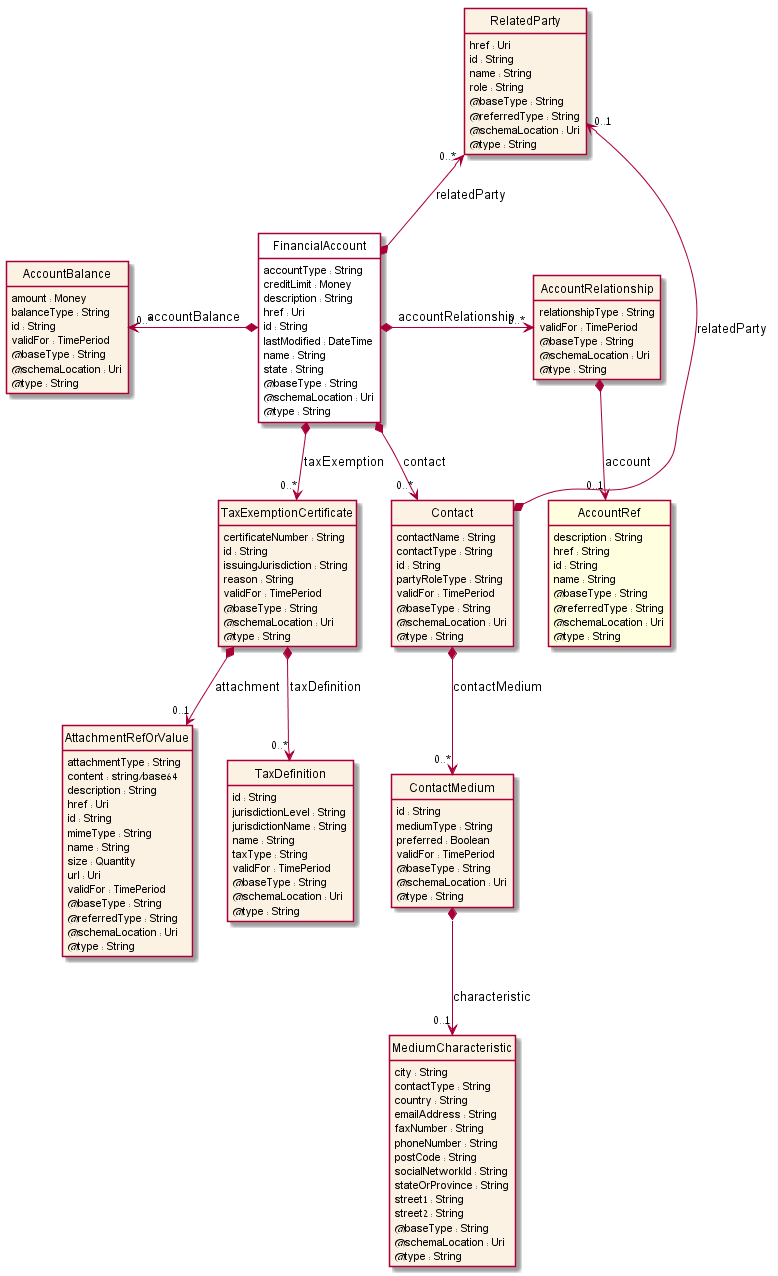 RelatedParty
href : Uri
id : String
name : String
role : String
@baseType : String
@referredType : String
@schemaLocation : Uri
@type : String
0..1
0..*
relatedParty
FinancialAccount
accountType : String
creditLimit : Money
description : String
href : Uri
id : String
lastModified : DateTime
name : String
state : String
@baseType : String
@schemaLocation : Uri
@type : String
AccountBalance
amount : Money
balanceType : String
id : String
validFor : TimePeriod
@baseType : String
@schemaLocation : Uri
@type : String
0..*
accountBalance
accountRelationship
0..*
AccountRelationship
relationshipType : String
validFor : TimePeriod
@baseType : String
@schemaLocation : Uri
@type : String
relatedParty
taxExemption
0..*
contact
0..*
account
0..1
TaxExemptionCertificate
certificateNumber : String
id : String
issuingJurisdiction : String
reason : String
validFor : TimePeriod
@baseType : String
@schemaLocation : Uri
@type : String
Contact
contactName : String
contactType : String
id : String
partyRoleType : String
validFor : TimePeriod
@baseType : String
@schemaLocation : Uri
@type : String
AccountRef
description : String
href : String
id : String
name : String
@baseType : String
@referredType : String
@schemaLocation : Uri
@type : String
attachment
0..1
taxDefinition
0..*
contactMedium
0..*
AttachmentRefOrValue
attachmentType : String
content : string/base64
description : String
href : Uri
id : String
mimeType : String
name : String
size : Quantity
url : Uri
validFor : TimePeriod
@baseType : String
@referredType : String
@schemaLocation : Uri
@type : String
TaxDefinition
id : String
jurisdictionLevel : String
jurisdictionName : String
name : String
taxType : String
validFor : TimePeriod
@baseType : String
@schemaLocation : Uri
@type : String
ContactMedium
id : String
mediumType : String
preferred : Boolean
validFor : TimePeriod
@baseType : String
@schemaLocation : Uri
@type : String
characteristic
0..1
MediumCharacteristic
city : String
contactType : String
country : String
emailAddress : String
faxNumber : String
phoneNumber : String
postCode : String
socialNetworkId : String
stateOrProvince : String
street1 : String
street2 : String
@baseType : String
@schemaLocation : Uri
@type : String